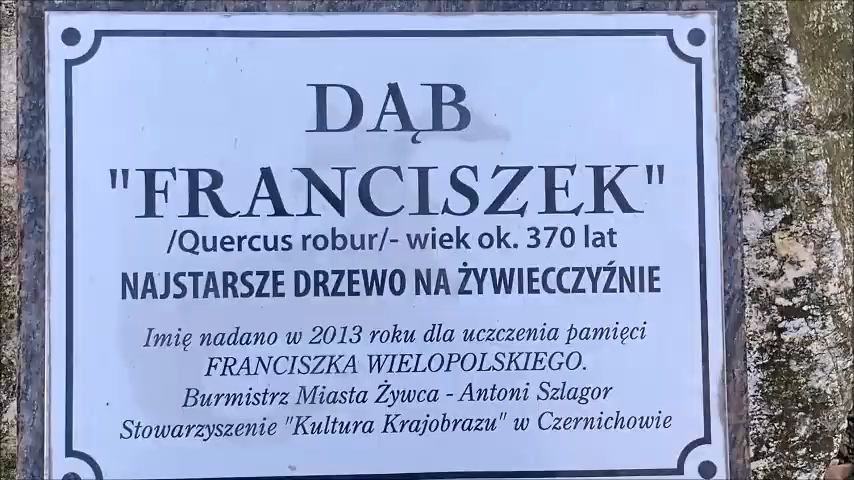 DĄB
"FRANCISZEK"
/Quercus robur/- wiek ok. 370 lat
NAJSTARSZE DRZEWO NA ŻYWIECCZYŹNIE
Imię nadano w 2013 roku dla uczczenia pamięci
FRANCISZKA WIELOPOLSKIEGO.
Burmistrz Miasta Żywca - Antoni Szlagor
Stowarzyszenie "Kultura Krajobrazu" w Czernichowie